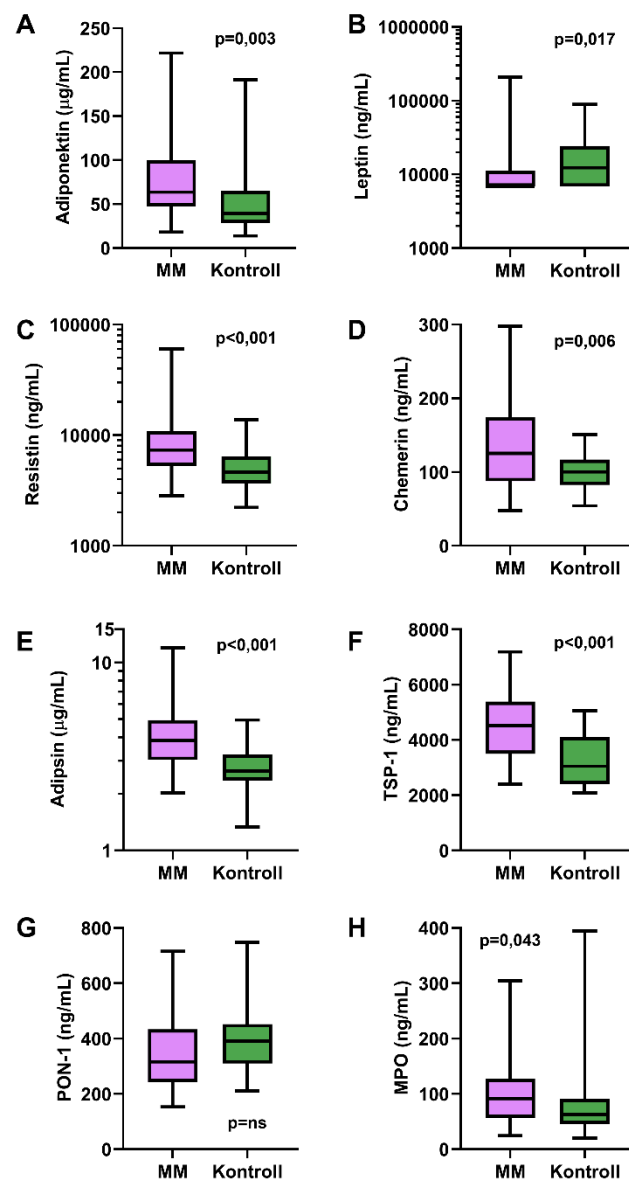 A
p=0,003
Adiponektin (µg/mL)
250
200
150
100
50
0
MM
Kontroll
B
p=0,017
Leptin (ng/mL)
1000000
100000
10000
1000
MM
Kontroll
C
p<0,001
Resistin (ng/mL)
100000
10000
1000
MM
Kontroll
D
p=0,006
Chemerin (ng/mL)
300
200
100
0
MM
Kontroll
E
p<0,001
Adipsin (µg/mL)
15
10
1
MM
Kontroll
F
p<0,001
TSP-1 (ng/mL)
8000
6000
4000
2000
0
MM
Kontroll
G
PON-1 (ng/mL)
800
600
400
200
0
p=ns
MM
Kontroll
H
p=0,043
MPO (ng/mL)
400
300
200
100
0
MM
Kontroll